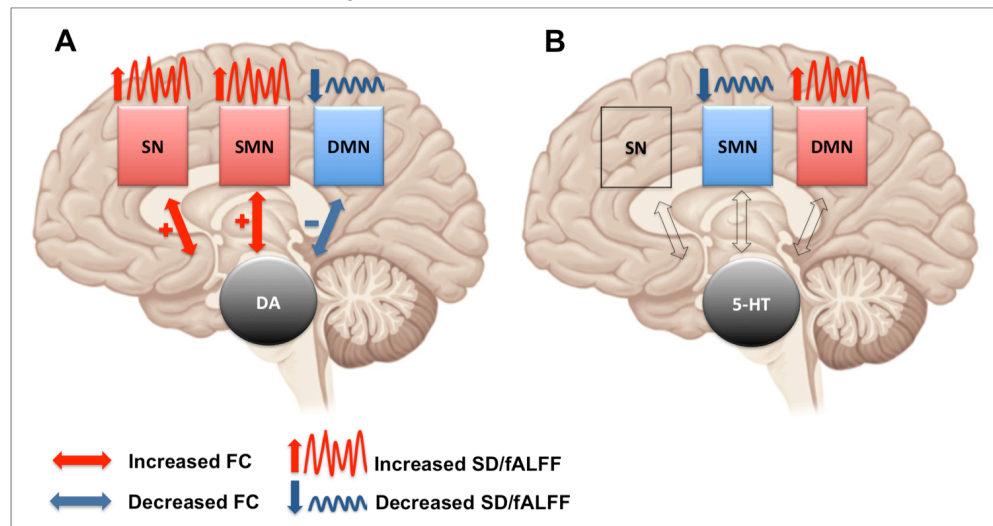 A
B
SN SMN DMN
SN SMN DMN
+ + –
DA
5-HT
Increased FC
Increased SD/fALFF
Decreased FC
Decreased SD/fALFF